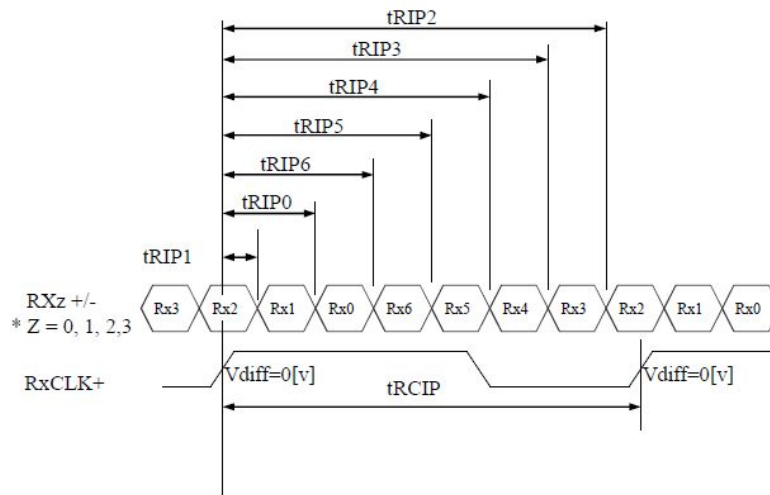 tRIP2
tRIP3
tRIP4
tRIP5
tRIP6
tRIP0
tRIP1
RXz +/-
* Z = 0, 1, 2,3
Rx3 Rx2 Rx1 Rx0 Rx6 Rx5 Rx4 Rx3 Rx2 Rx1 Rx0
RxCLK+
Vdiff=0[v] Vdiff=0[v]
tRCIP